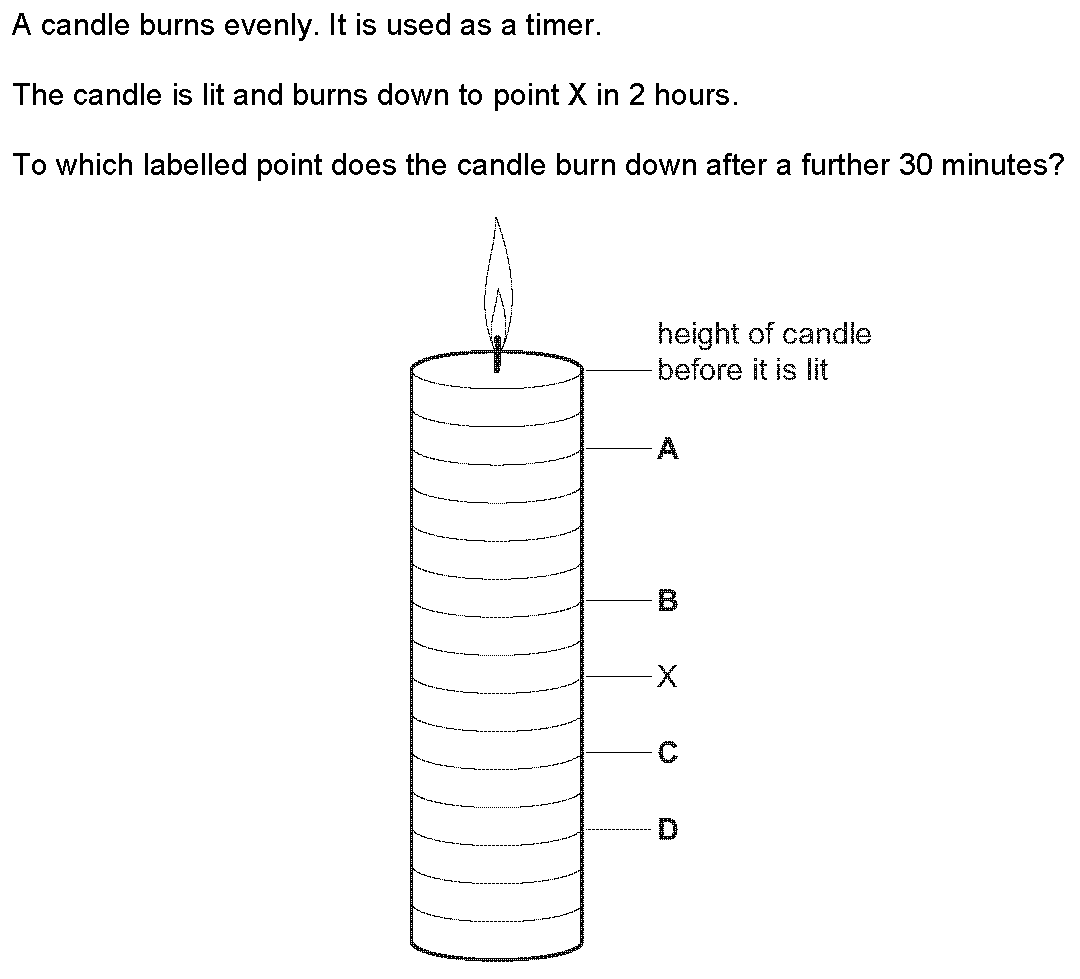 A candle burns evenly. It is used as a timer.
The candle is lit and burns down to point X in 2 hours.
To which labelled point does the candle burn down after a further 30 minutes?
height of candle
before it is lit
A
B
X
C
D